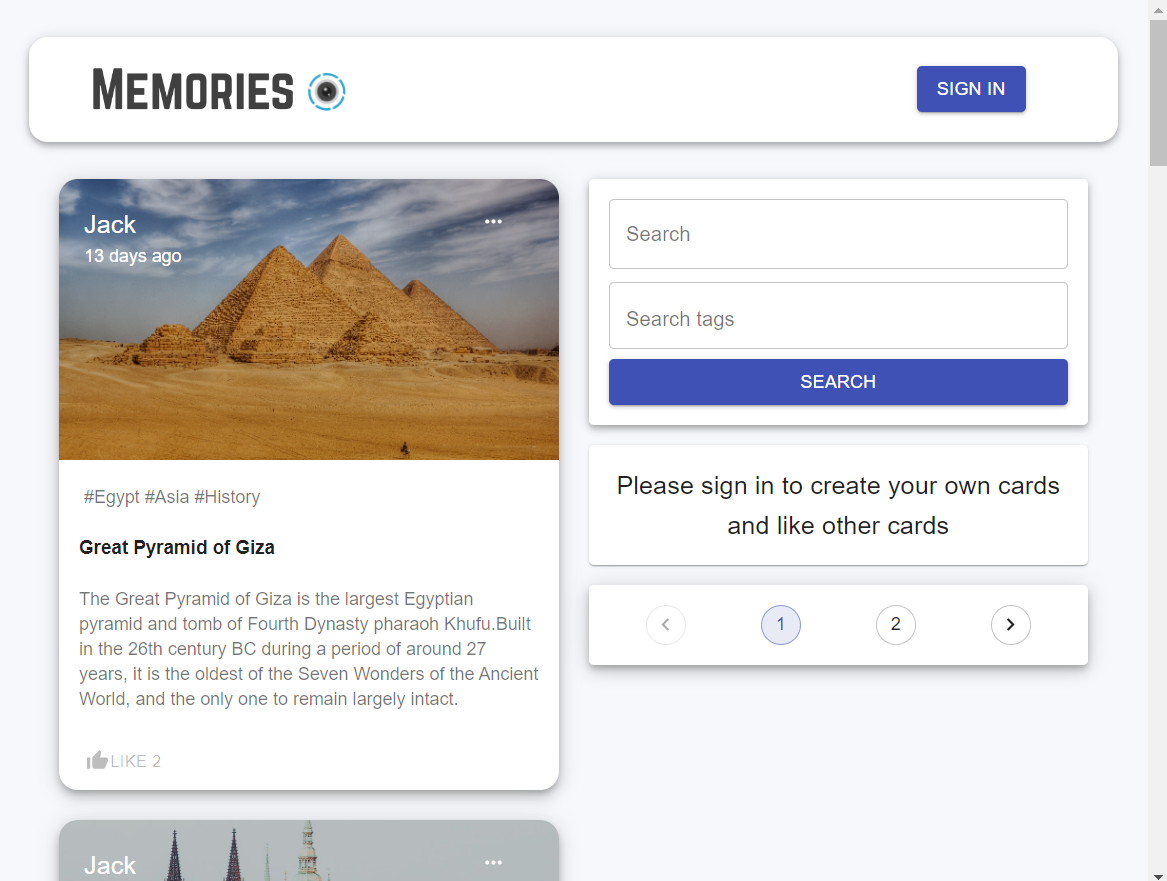 MEMORIES
SIGN IN
Jack
13 days ago
#Egypt #Asia #History
Great Pyramid of Giza
The Great Pyramid of Giza is the largest Egyptian
pyramid and tomb of Fourth Dynasty pharaoh Khufu.Built
in the 26th century BC during a period of around 27
years, it is the oldest of the Seven Wonders of the Ancient
World, and the only one to remain largely intact.
LIKE 2
Jack
Search
Search tags
SEARCH
Please sign in to create your own cards
and like other cards
1 2